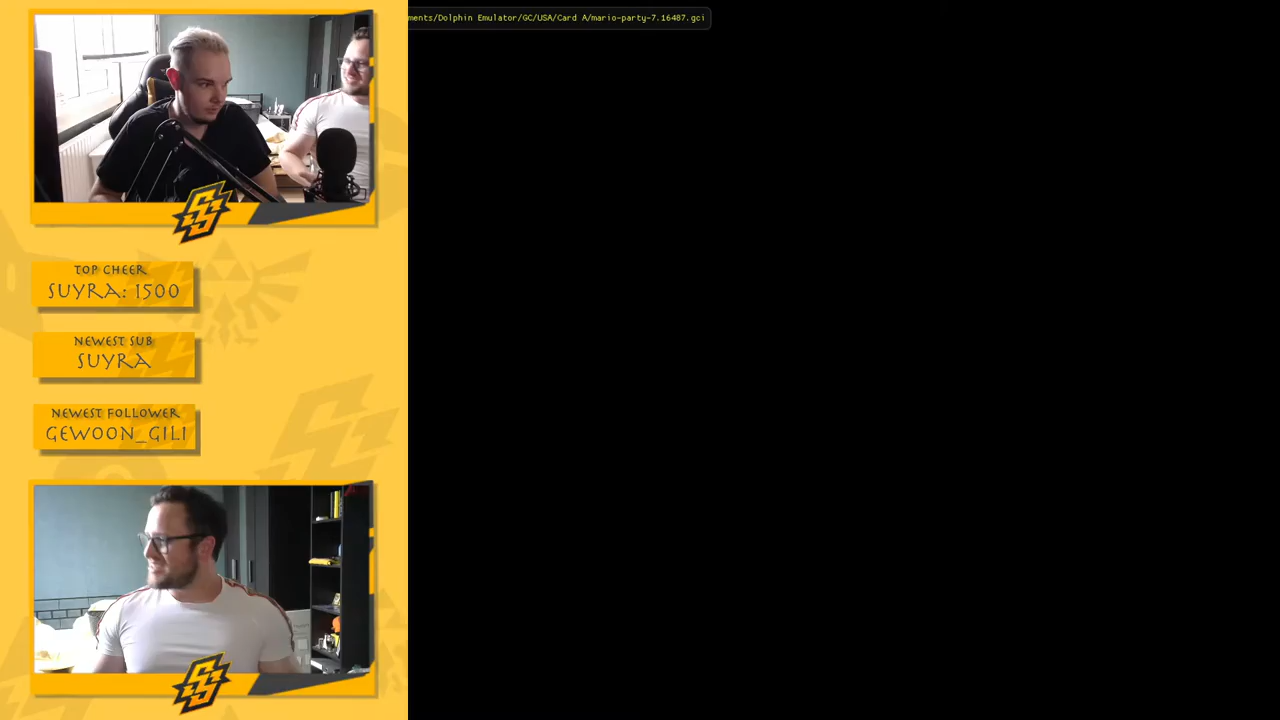 ments/Dolphin Emulator/GC/USA/Card A/mario-party-7.16487.gci
TOP CHEER
SUYRA: 1500
NEWEST SUB
SUYRA
NEWEST FOLLOWER
GEWOON_GILI